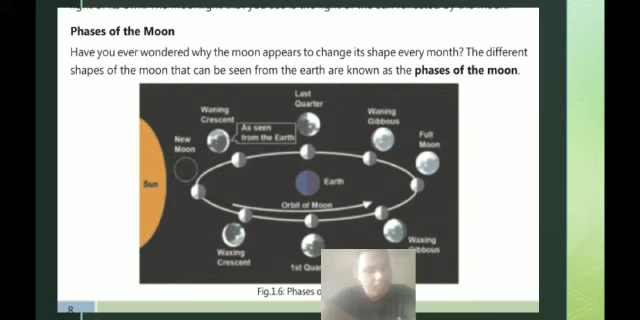 Phases of the Moon
Have you ever wondered why the moon appears to change its shape every month? The different
shapes of the moon that can be seen from the earth are known as the phases of the moon.
Last
Quarter
Waning
Crescent
Waning
Gibbous
As seen
from the Earth
Full
Moon
New
Moon
Sun
Earth
Orbit of Moon
Waxing
Crescent
1st Quar
Waxing
Gibbous
Fig.1.6: Phases o
8